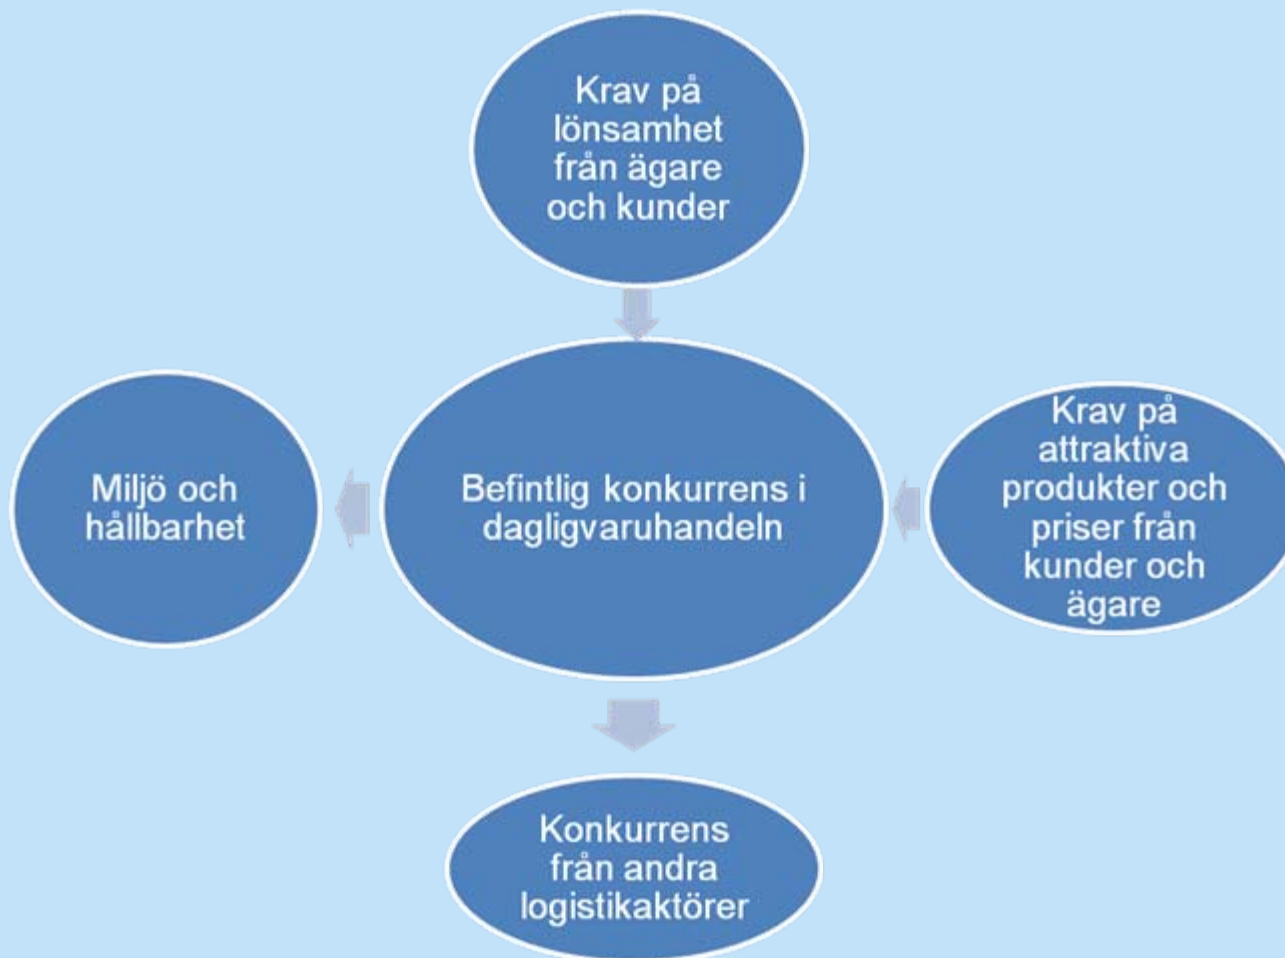 Krav på
lönsamhet
från ägare
och kunder
Miljö och
hållbarhet
Befintlig konkurrens i
dagligvaruhandeln
Krav på
attraktiva
produkter och
priser från
kunder och
ägare
Konkurrens
från andra
logistikaktörer